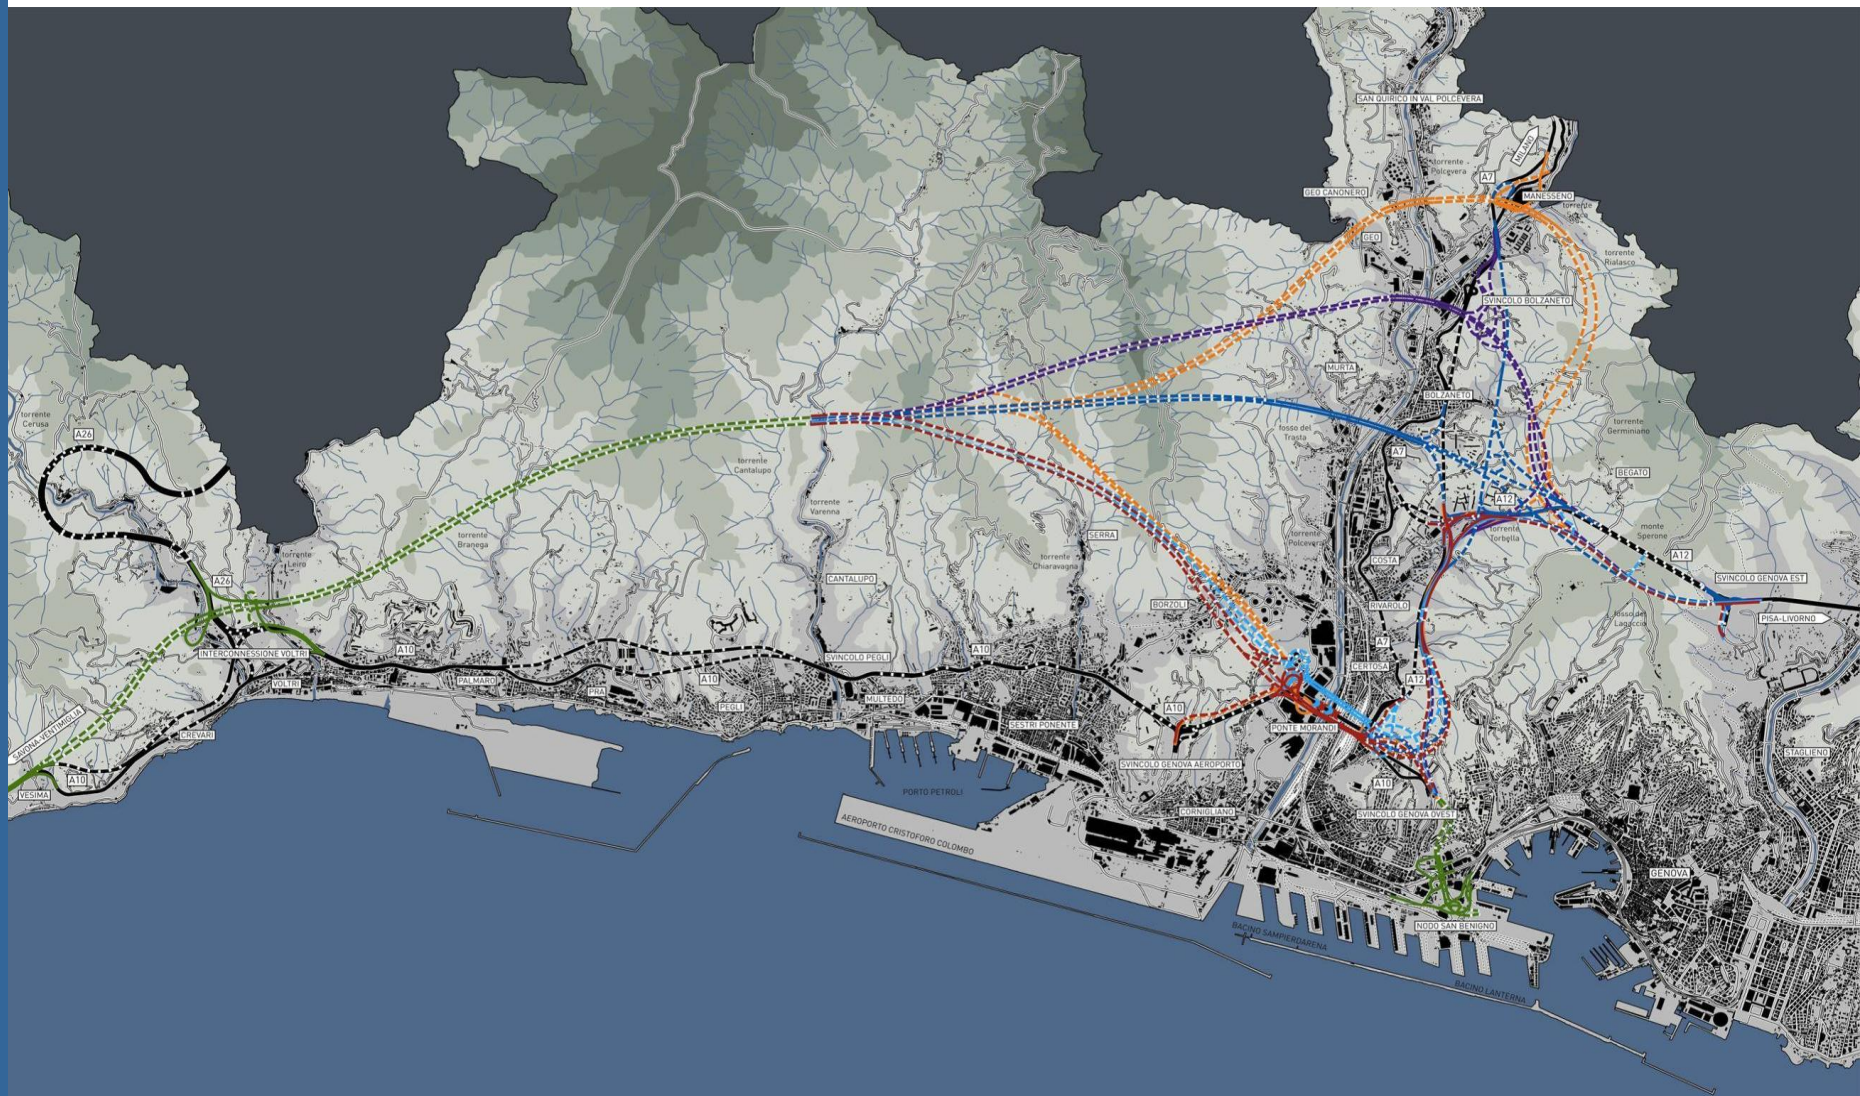 SAN QUIRICO IN VAL POLCEVERA
MILANO
torrente
Polcevera
A7
GEO CANONERO
MANESSENO
torrente
GEO
torrente
Rialasco
SVINCOLO BOLZANETO
MURTA
BOLZANETO
torrente
Cerusa
A26
fosso del
Trasta
torrente
Germiniano
A7
torrente
Cantalupo
BEGATO
A12
torrente
Varenna
torrente
Branega
SERRA
torrente
Polcevera
torrente
Torbella
monte
Sperone
torrente
Leiro
torrente
Chiaravagna
COSTA
A12
A26
CANTALUPO
SVINCOLO GENOVA EST
BORZOLI
RIVAROLO
fosso del
Lagaccio
PISA-LIVORNO
A10
A7
INTERCONNESSIONE VOLTRI
SVINCOLO PEGLI
A10
CERTOSA
VOLTRI
PALMARO
A10
A12
PRA
MULTEDO
PEGLI
A10
SAVONA-VENTIMIGLIA
CREVARI
SESTRI PONENTE
PONTE MORANDI
STAGLIENO
SVINCOLO GENOVA AEROPORTO
A10
A10
VESIMA
PORTO PETROLI
CORNIGLIANO
SVINCOLO GENOVA OVEST
AEROPORTO CRISTOFORO COLOMBO
GENOVA
NODO SAN BENIGNO
BACINO SAMPIERDARENA
BACINO LANTERNA